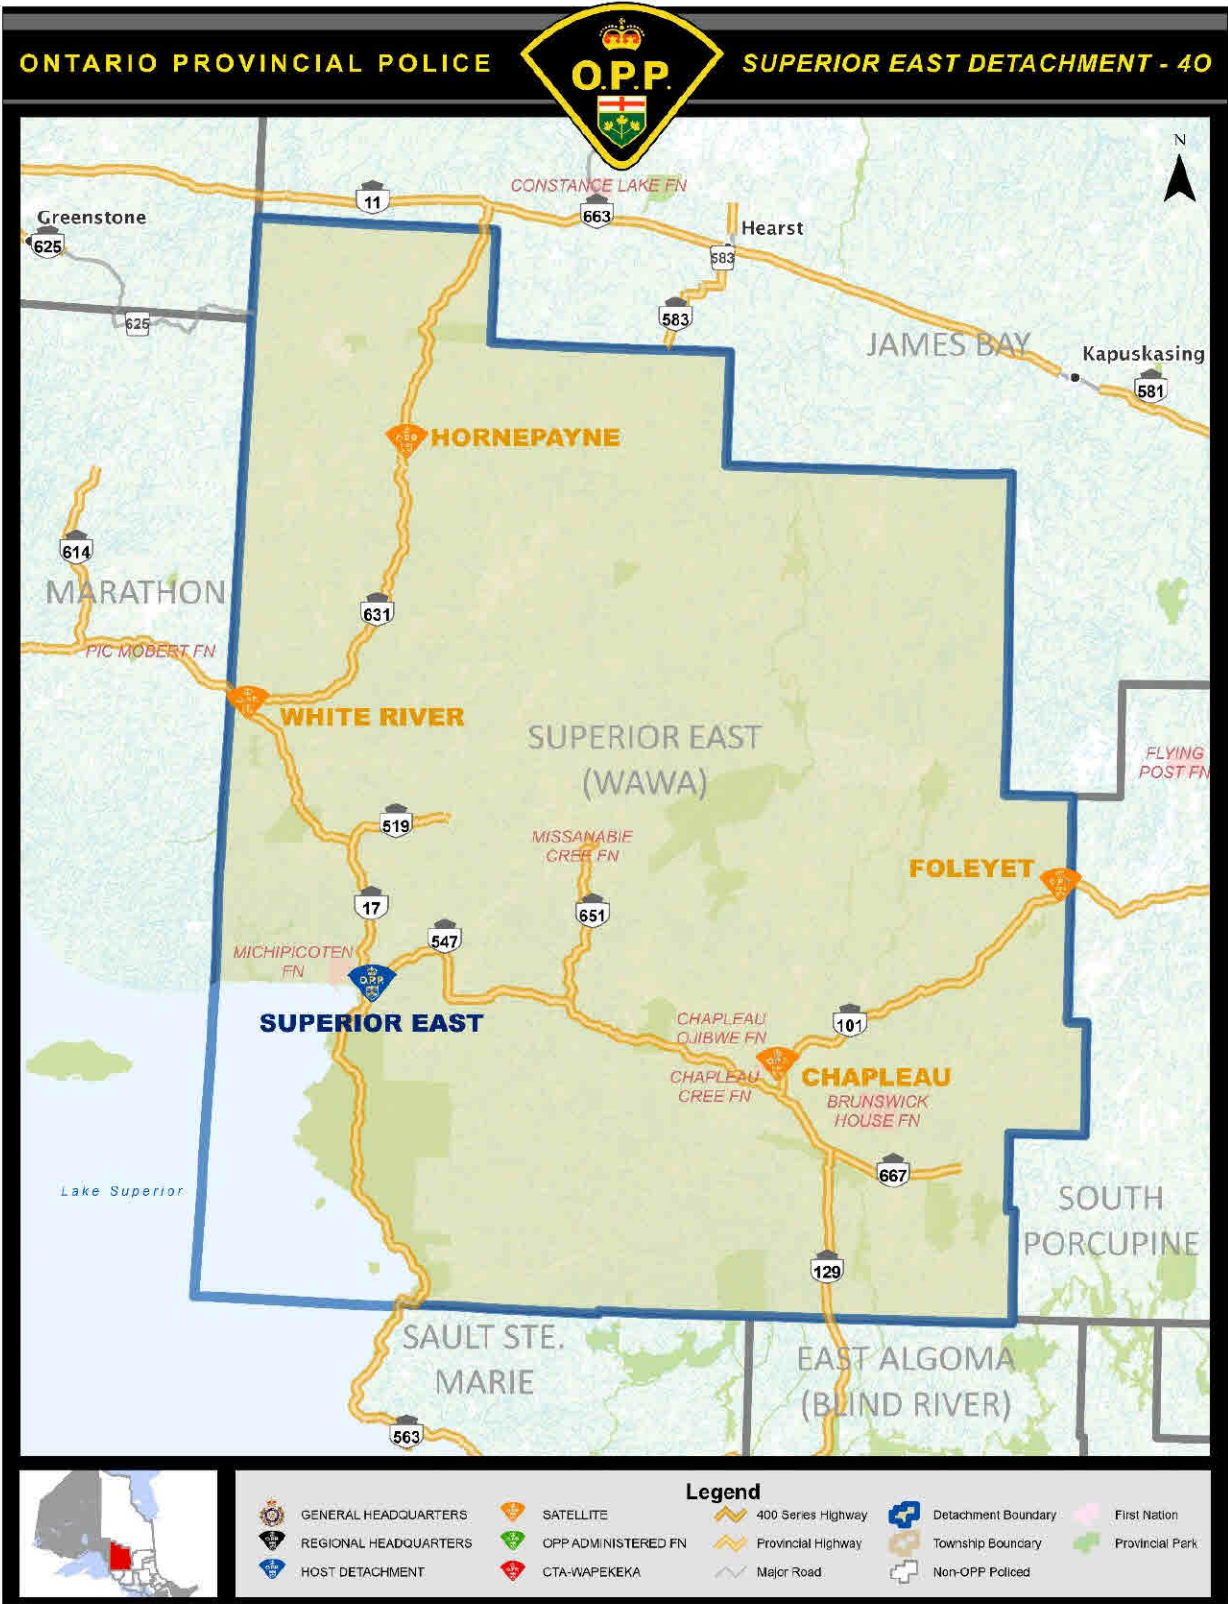 ONTARIO PROVINCIAL POLICE
O.P.P.
SUPERIOR EAST DETACHMENT - 4O
N
CONSTANCE LAKE FN
11
663
Greenstone
625
Hearst
583
625
583
JAMES BAY
Kapuskasing
581
HORNEPAYNE
614
MARATHON
631
PIC MOBERT FN
WHITE RIVER
SUPERIOR EAST
(WAWA)
FLYING
POST FN
519
MISSANABIE
CREE FN
FOLEYET
17
651
547
MICHIPICOTEN
FN
SUPERIOR EAST
CHAPLEAU
OJIBWE FN
101
CHAPLEAU
CREE FN
CHAPLEAU
BRUNSWICK
HOUSE FN
667
Lake Superior
SOUTH
PORCUPINE
129
SAULT STE.
MARIE
EAST ALGOMA
(BLIND RIVER)
563
Legend
GENERAL HEADQUARTERS
REGIONAL HEADQUARTERS
HOST DETACHMENT
SATELLITE
OPP ADMINISTERED FN
CTA-WAPEKEKA
400 Series Highway
Provincial Highway
Major Road
Detachment Boundary
Township Boundary
Non-OPP Policed
First Nation
Provincial Park